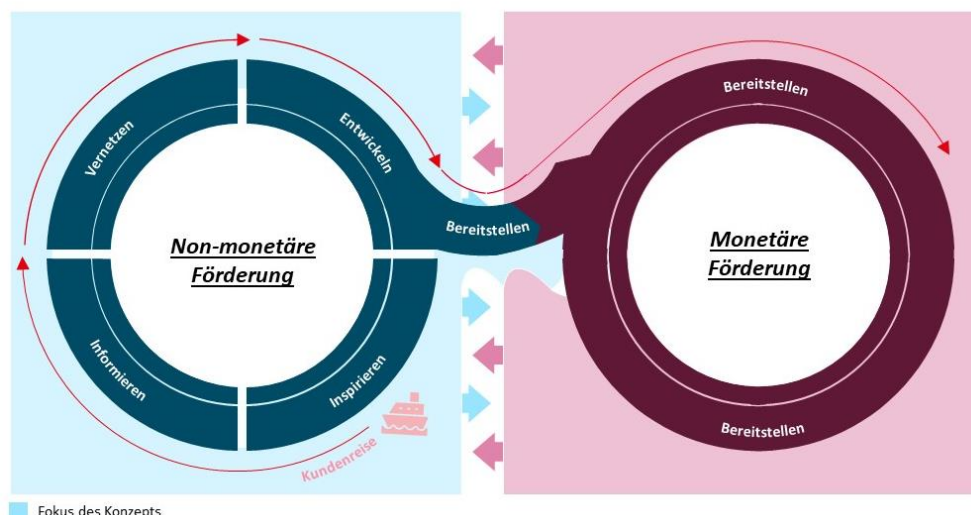 Bereitstellen
Vernetzen
Entwickeln
Bereitstellen
Non-monetäre
Förderung
Monetäre
Förderung
Informieren
Inspirieren
Bereitstellen
Kundenreise
Fokus des Konzepts